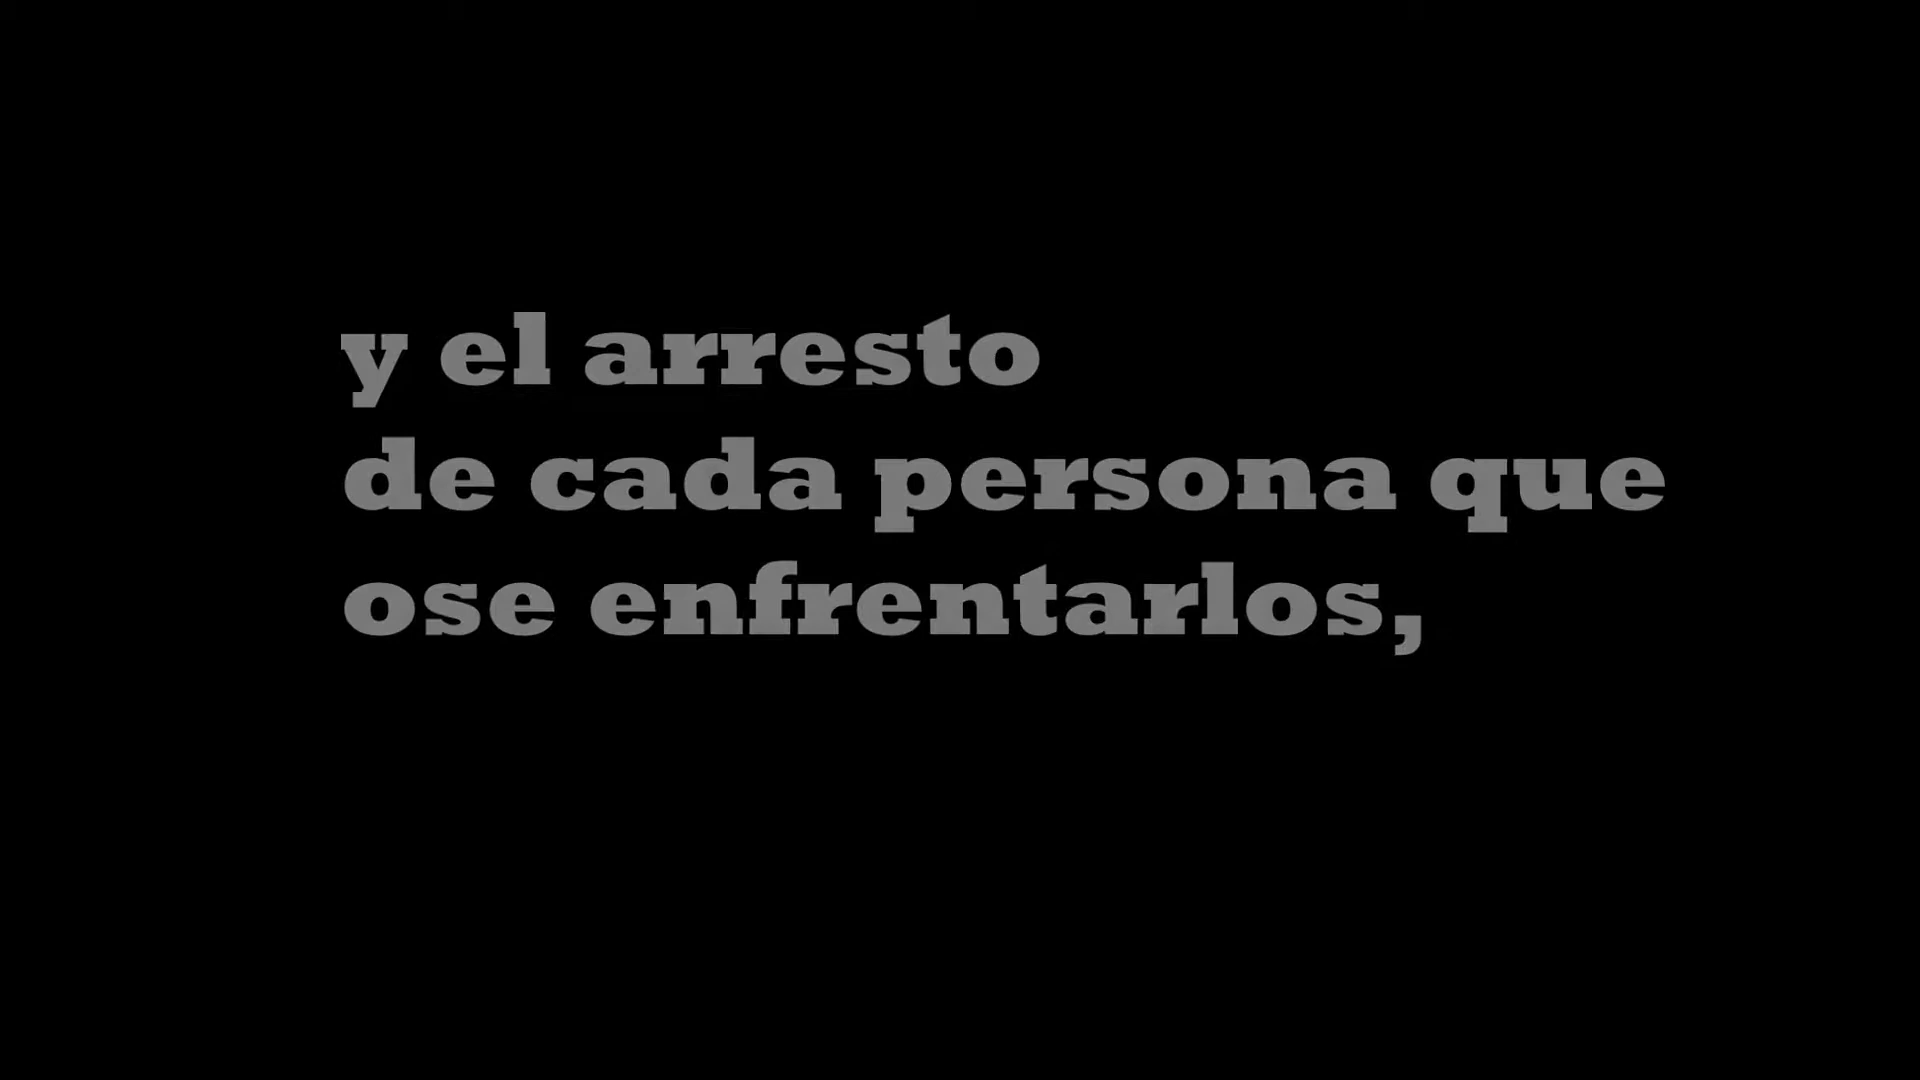 y el arresto
de cada persona que
ose enfrentarlos,